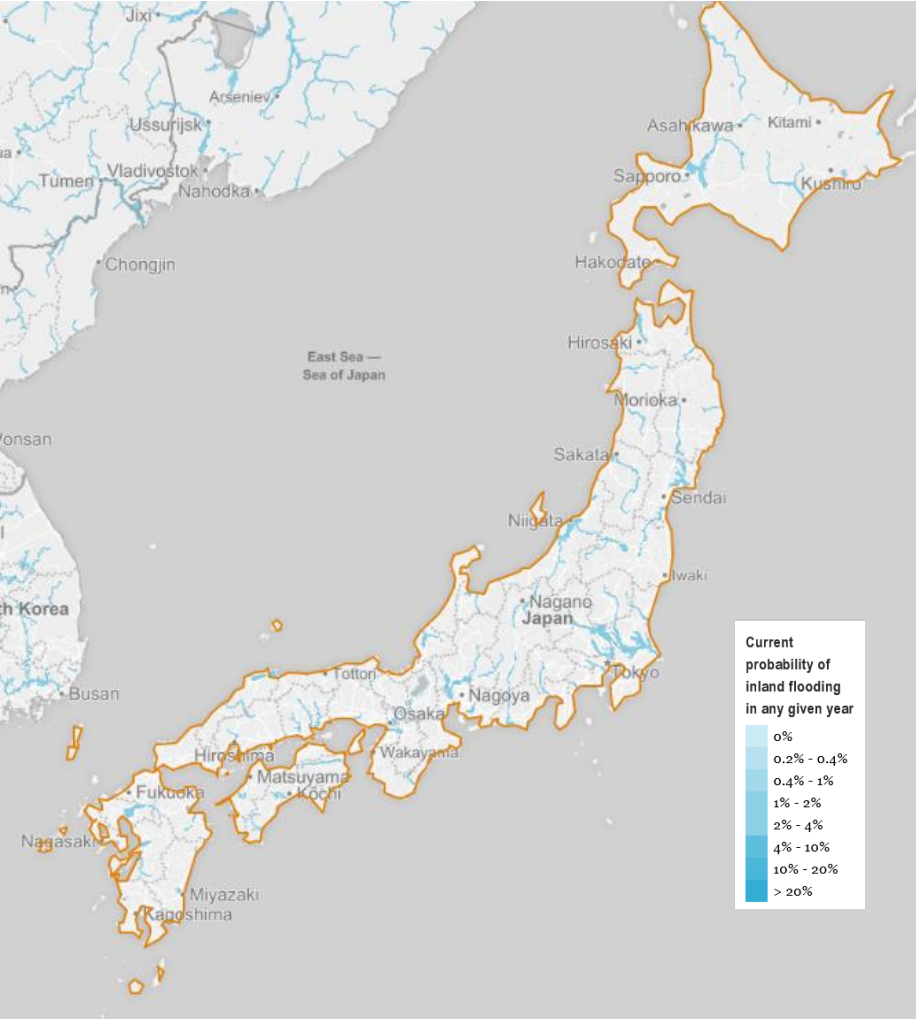 Jixi
Arseniev
Ussurijsk
Asahikawa
Kitami
Vladivostok
Tumen
Nahodka
Sapporo
Kushiro
Chongjin
Hakodate
Hirosaki
East Sea —
Sea of Japan
Morioka
Sakata
Sendai
Niigata
Iwaki
Nagano
Japan
th Korea
Tokyo
Tottori
Busan
Nagoya
Osaka
Hiroshima
Wakayama
Matsuyama
Fukuoka
Kōchi
Nagasaki
Miyazaki
Kagoshima
Current
probability of
inland flooding
in any given year
0%
0.2% - 0.4%
0.4% - 1%
1% - 2%
2% - 4%
4% - 10%
10% - 20%
> 20%